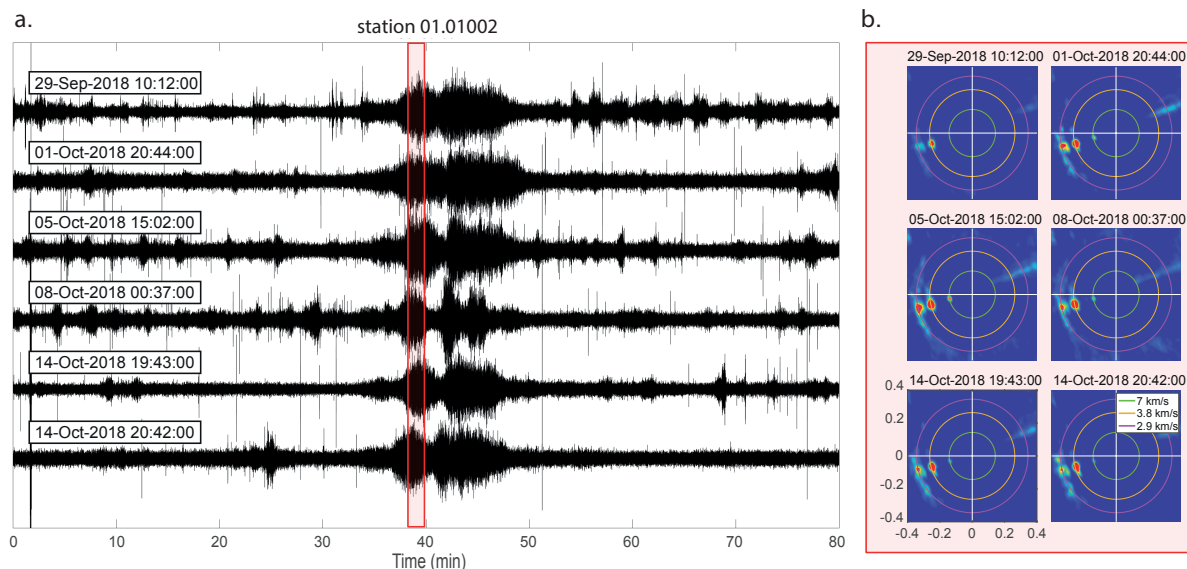 a.
station 01.01002
29-Sep-2018 10:12:00
01-Oct-2018 20:44:00
05-Oct-2018 15:02:00
08-Oct-2018 00:37:00
14-Oct-2018 19:43:00
14-Oct-2018 20:42:00
0 10 20 30 40 50 60 70 80
Time (min)
b.
29-Sep-2018 10:12:00 01-Oct-2018 20:44:00
05-Oct-2018 15:02:00 08-Oct-2018 00:37:00
14-Oct-2018 19:43:00 14-Oct-2018 20:42:00
7 km/s
3.8 km/s
2.9 km/s
0.4
0.2
0
-0.2
-0.4
-0.4 -0.2 0 0.2 0.4